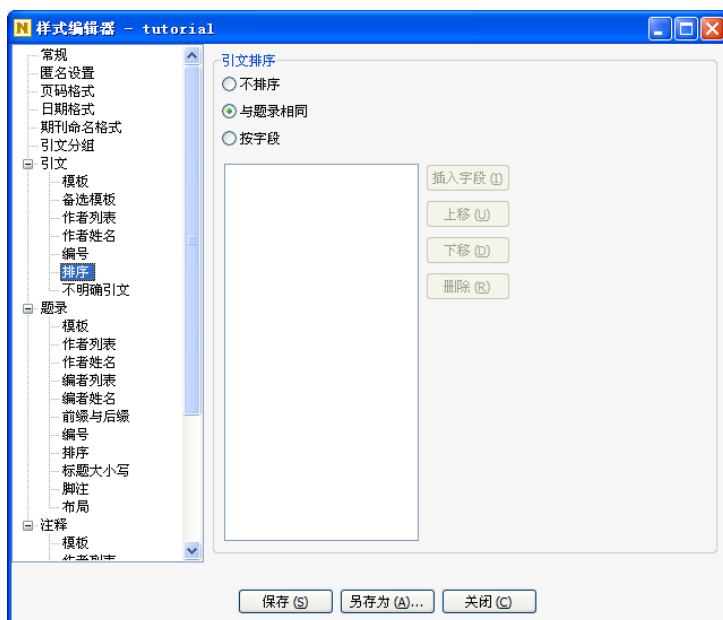 样式编辑器 - tutorial
常规
匿名设置
页码格式
日期格式
期刊命名格式
引文分组
引文
模板
备选模板
作者列表
作者姓名
编号
排序
不明确引文
题录
模板
作者列表
作者姓名
编者列表
编者姓名
前缀与后缀
编号
排序
标题大小写
脚注
布局
注释
模板
作者列表
引文排序
不排序
与题录相同
按字段
插入字段 (I)
上移 (U)
下移 (D)
册除 (R)
保存 (S)
另存为 (A)...
关闭 (C)